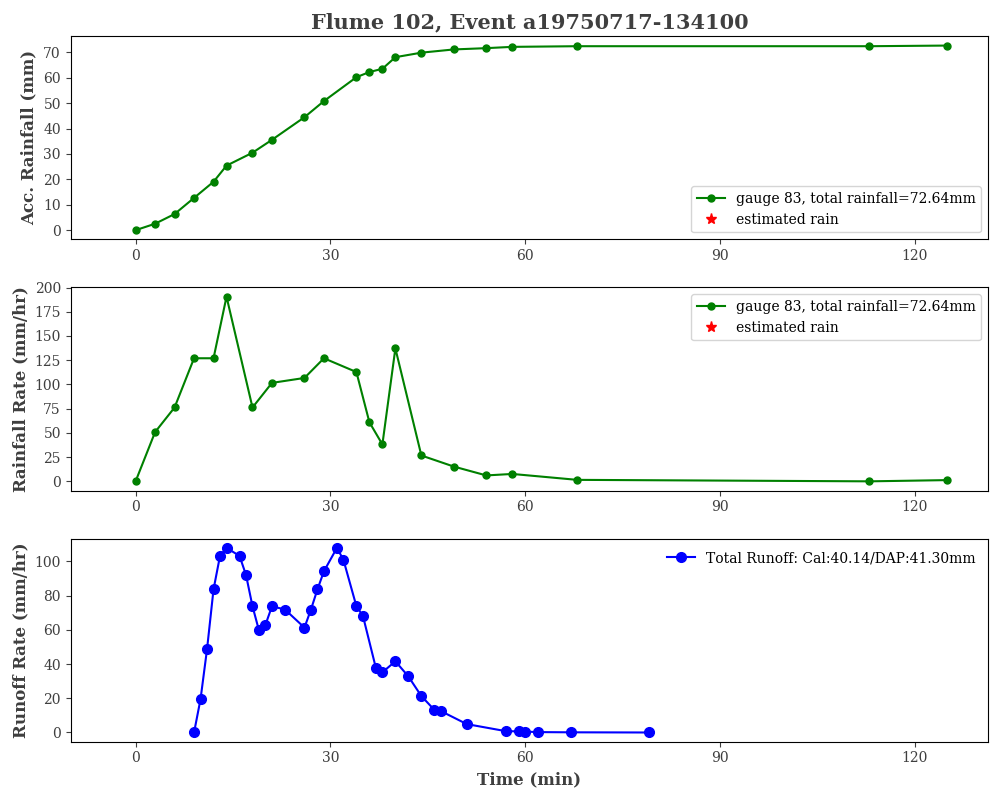 Flume 102, Event a19750717-134100
Acc. Rainfall (mm)
70
60
50
40
30
20
10
0
gauge 83, total rainfall=72.64mm
estimated rain
0 30 60 90 120
Rainfall Rate (mm/hr)
200
175
150
125
100
75
50
25
0
gauge 83, total rainfall=72.64mm
estimated rain
0 30 60 90 120
Runoff Rate (mm/hr)
100
80
60
40
20
0
Total Runoff: Cal:40.14/DAP:41.30mm
0 30 60 90 120
Time (min)